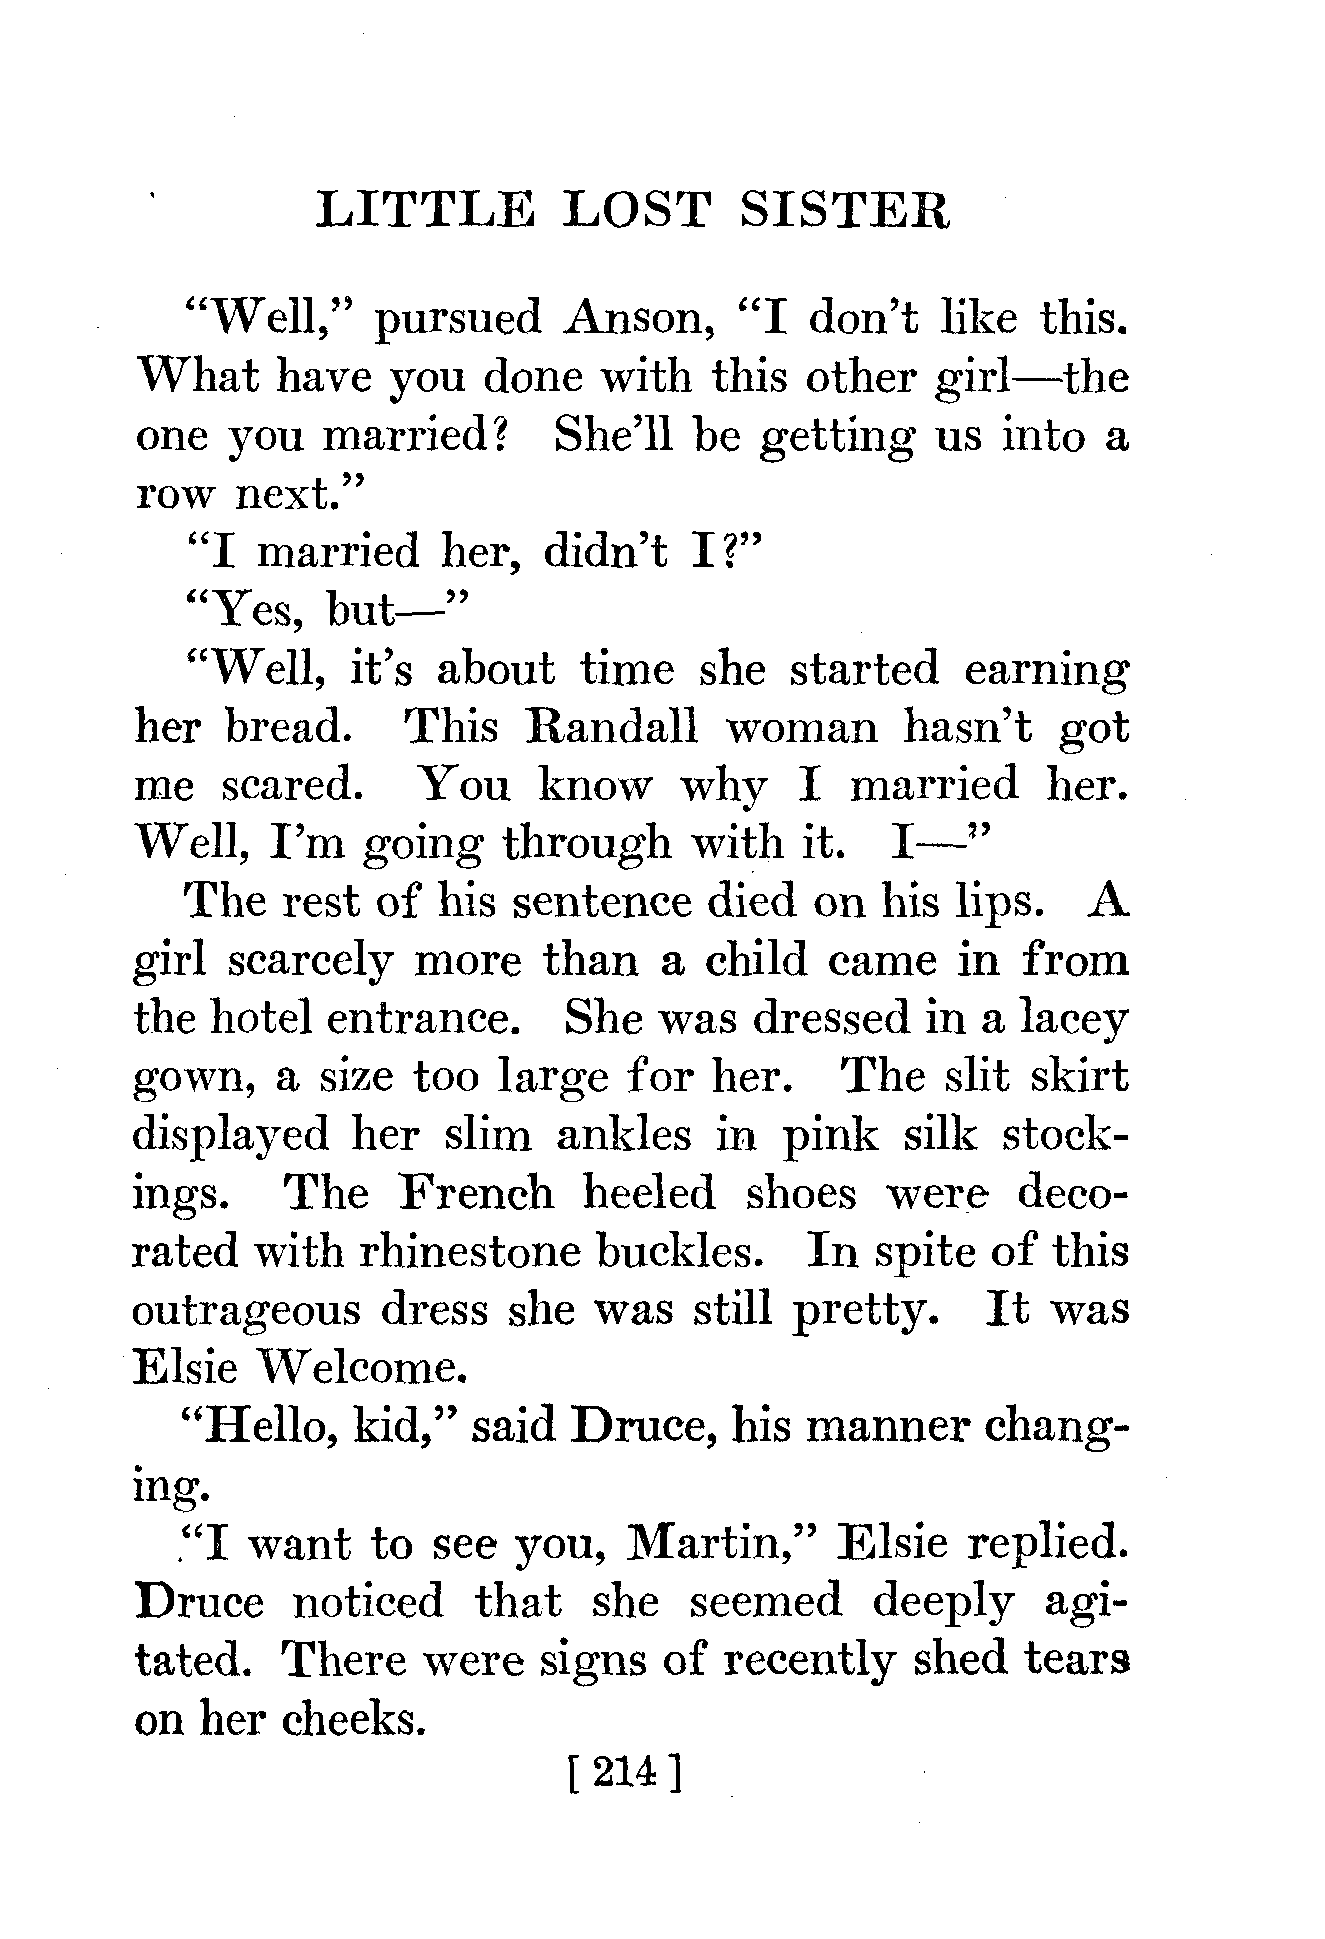 LITTLE LOST SISTER
“Well,” pursued Anson, “I don’t like this.
What have you done with this other girl—the
one you married? She’ll be getting us into a
row next.”
“I married her, didn’t I?”
“Yes, but—”
“Well, it’s about time she started earning
her bread. This Randall woman hasn’t got
me scared. You know why I married her.
Well, I’m going through with it. I—”
The rest of his sentence died on his lips. A
girl scarcely more than a child came in from
the hotel entrance. She was dressed in a lacey
gown, a size too large for her. The slit skirt
displayed her slim ankles in pink silk stock-
ings. The French heeled shoes were deco-
rated with rhinestone buckles. In spite of this
outrageous dress she was still pretty. It was
Elsie Welcome.
“Hello, kid,” said Druce, his manner chang-
ing.
“I want to see you, Martin,” Elsie replied.
Druce noticed that she seemed deeply agi-
tated. There were signs of recently shed tears
on her cheeks.
[ 214 ]